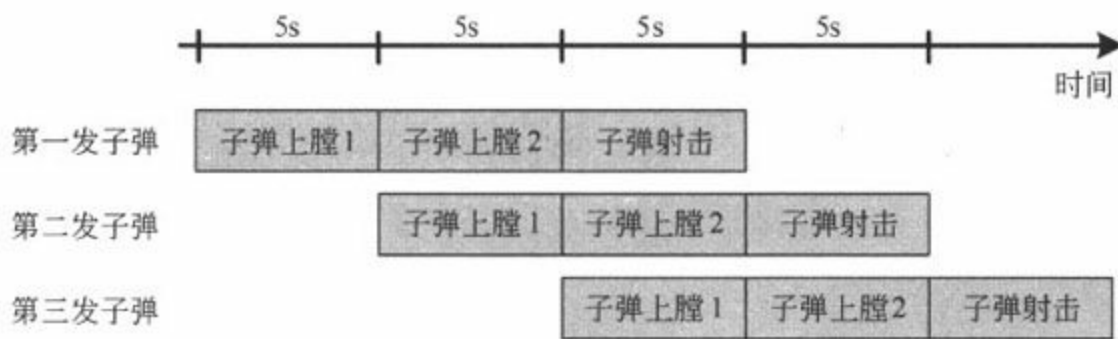 5s 5s 5s 5s
时间
第一发子弹 子弹上膛1 子弹上膛2 子弹射击
第二发子弹 子弹上膛1 子弹上膛2 子弹射击
第三发子弹 子弹上膛1 子弹上膛2 子弹射击